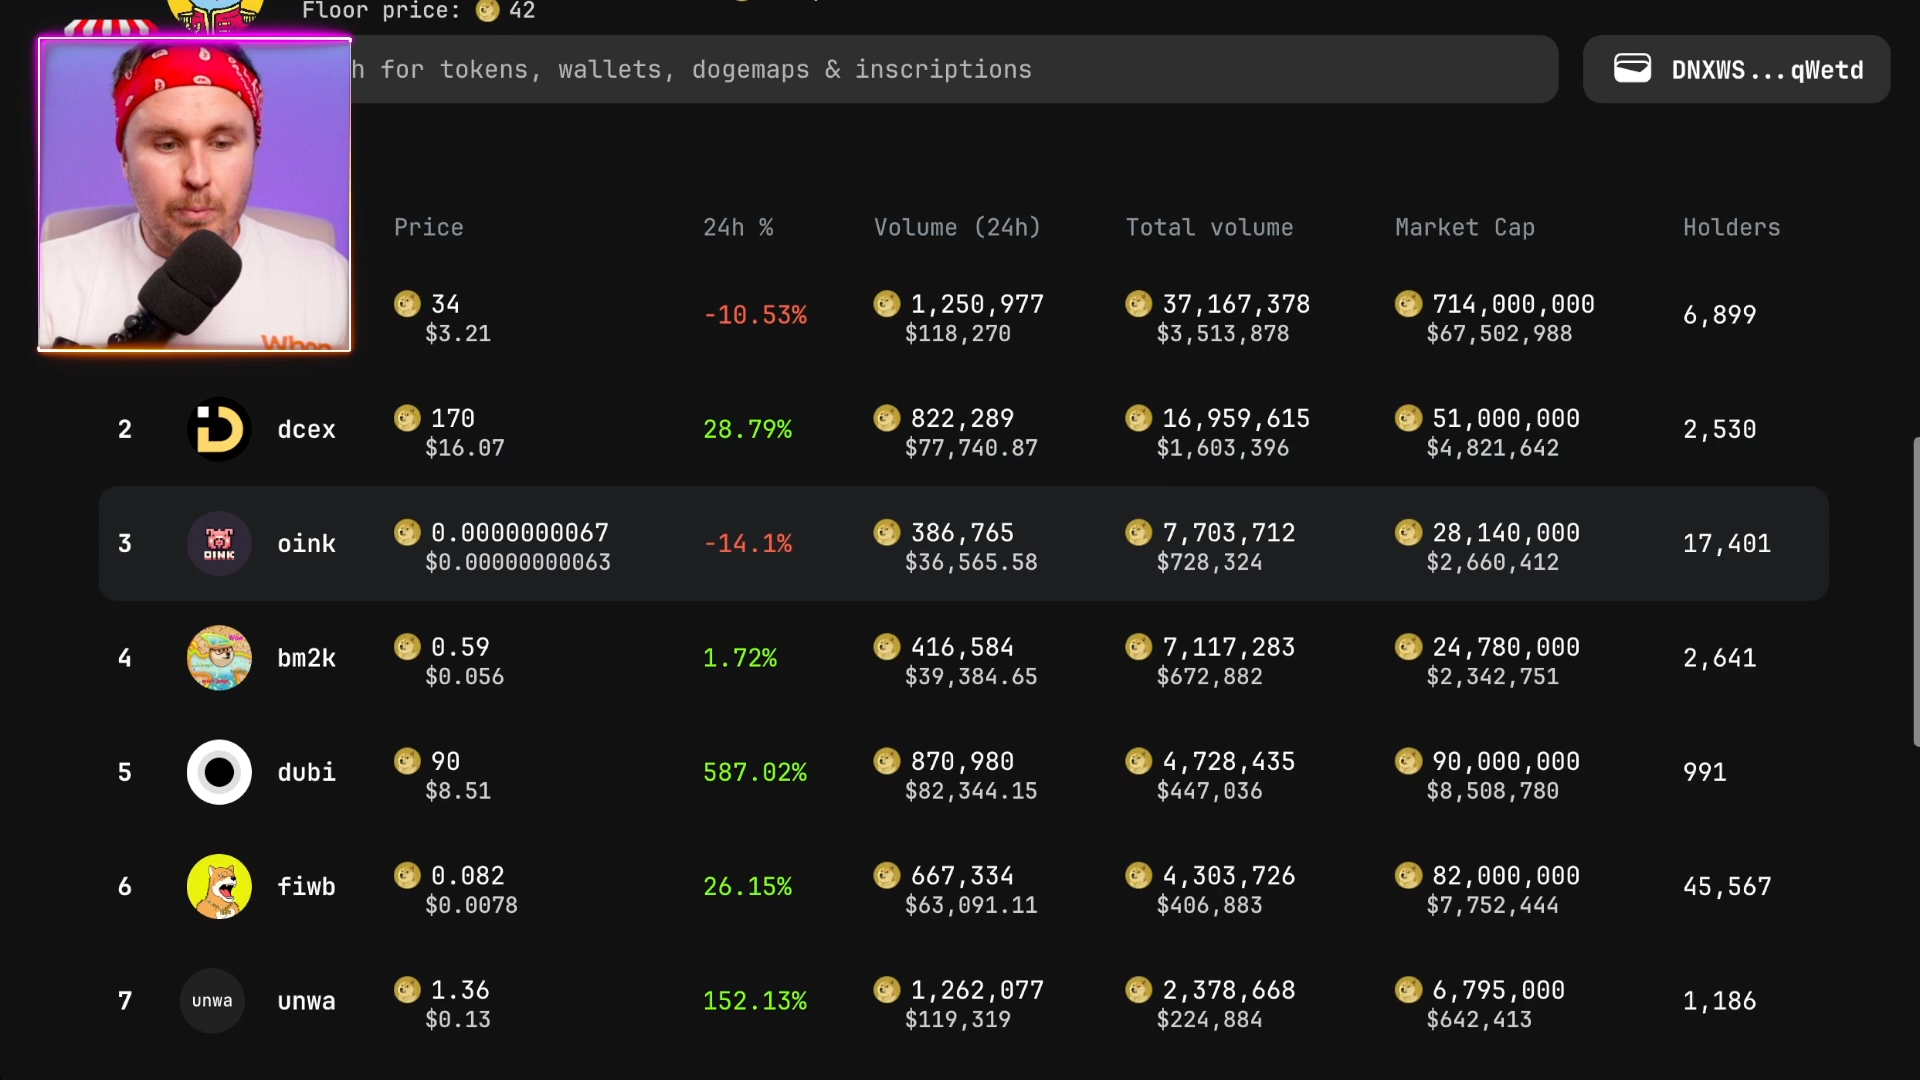 Floor price: 42
h for tokens, wallets, dogemaps & inscriptions
DNXWS...qWetd
Price 24h % Volume (24h) Total volume Market Cap Holders
34 -10.53% 1,250,977 37,167,378 714,000,000 6,899
$3.21 $118,270 $3,513,878 $67,502,988
2 dcex 170 28.79% 822,289 16,959,615 51,000,000 2,530
$16.07 $77,740.87 $1,603,396 $4,821,642
3 OINK oink 0.0000000067 -14.1% 386,765 7,703,712 28,140,000 17,401
$0.00000000063 $36,565.58 $728,324 $2,660,412
4 bm2k 0.59 1.72% 416,584 7,117,283 24,780,000 2,641
$0.056 $39,384.65 $672,882 $2,342,751
5 dubi 90 587.02% 870,980 4,728,435 90,000,000 991
$8.51 $82,344.15 $447,036 $8,508,780
6 fiwb 0.082 26.15% 667,334 4,303,726 82,000,000 45,567
$0.0078 $63,091.11 $406,883 $7,752,444
7 unwa unwa 1.36 152.13% 1,262,077 2,378,668 6,795,000 1,186
$0.13 $119,319 $224,884 $642,413